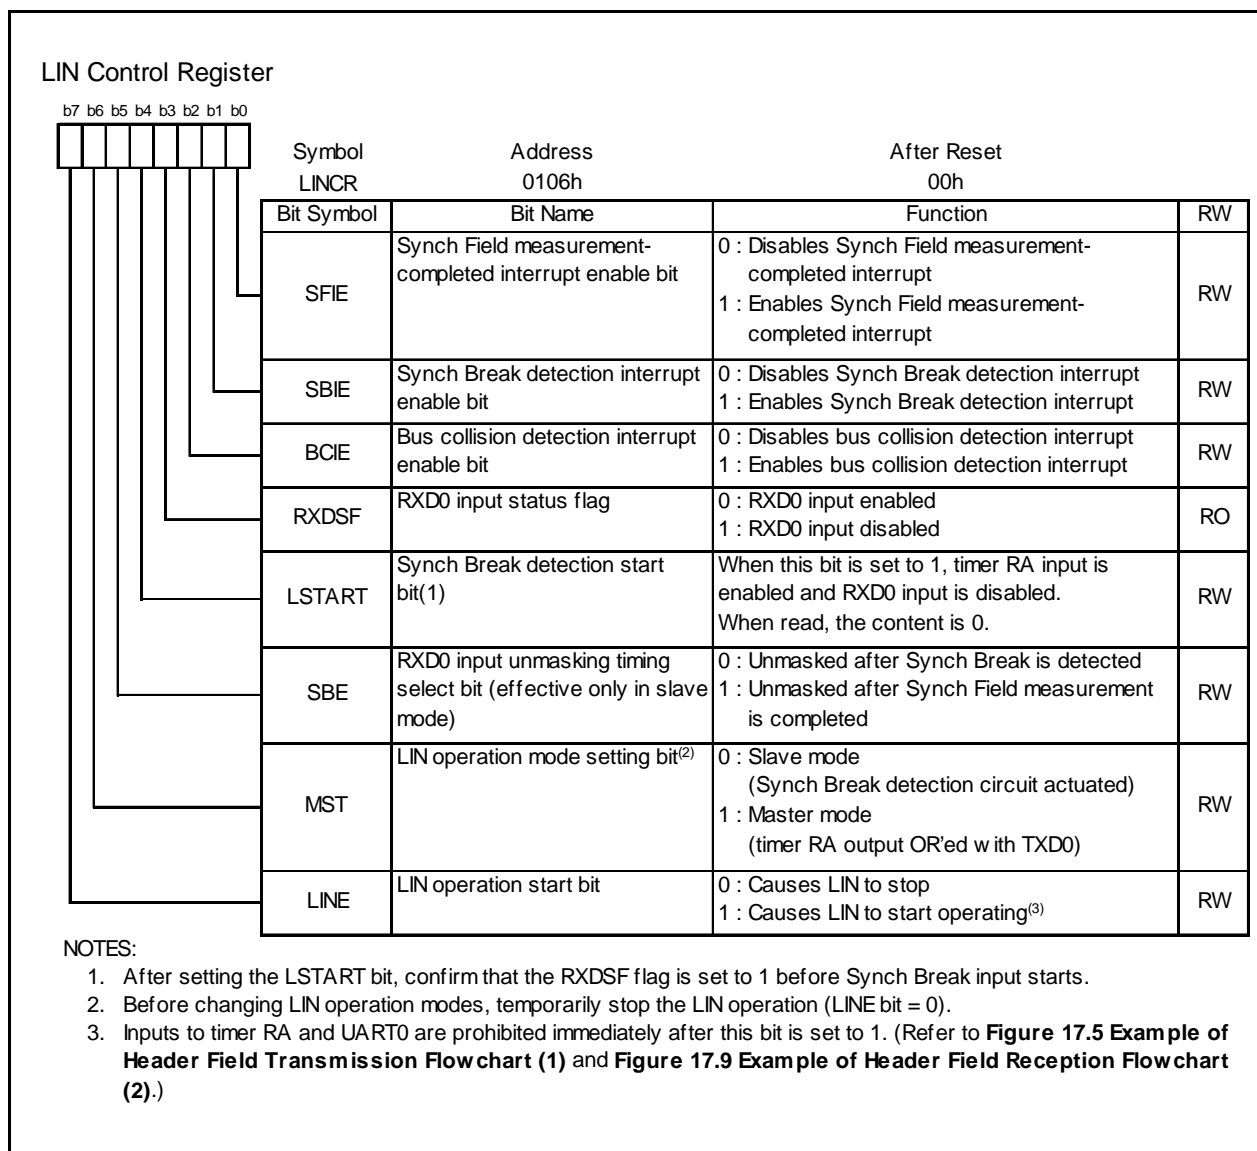 LIN Control Register
b7 b6 b5 b4 b3 b2 b1 b0
Symbol Address After Reset
LINCR 0106h 00h
Bit Symbol Bit Name Function RW
SFIE
Synch Field measurement-
completed interrupt enable bit
0 : Disables Synch Field measurement-
completed interrupt
1 : Enables Synch Field measurement-
completed interrupt
RW
SBIE
Synch Break detection interrupt
enable bit
0 : Disables Synch Break detection interrupt
1 : Enables Synch Break detection interrupt
RW
BCIE
Bus collision detection interrupt
enable bit
0 : Disables bus collision detection interrupt
1 : Enables bus collision detection interrupt
RW
RXDSF
RXD0 input status flag
0 : RXD0 input enabled
1 : RXD0 input disabled
RO
LSTART
Synch Break detection start
bit(1)
When this bit is set to 1, timer RA input is
enabled and RXD0 input is disabled.
When read, the content is 0.
RW
SBE
RXD0 input unmasking timing
select bit (effective only in slave
mode)
0 : Unmasked after Synch Break is detected
1 : Unmasked after Synch Field measurement
is completed
RW
MST
LIN operation mode setting bit(2)
0 : Slave mode
(Synch Break detection circuit actuated)
1 : Master mode
(timer RA output OR’ed with TXD0)
RW
LINE
LIN operation start bit
0 : Causes LIN to stop
1 : Causes LIN to start operating(3)
RW
NOTES:
1. After setting the LSTART bit, confirm that the RXDSF flag is set to 1 before Synch Break input starts.
2. Before changing LIN operation modes, temporarily stop the LIN operation (LINE bit = 0).
3. Inputs to timer RA and UART0 are prohibited immediately after this bit is set to 1. (Refer to Figure 17.5 Example of
Header Field Transmission Flowchart (1) and Figure 17.9 Example of Header Field Reception Flowchart
(2).)